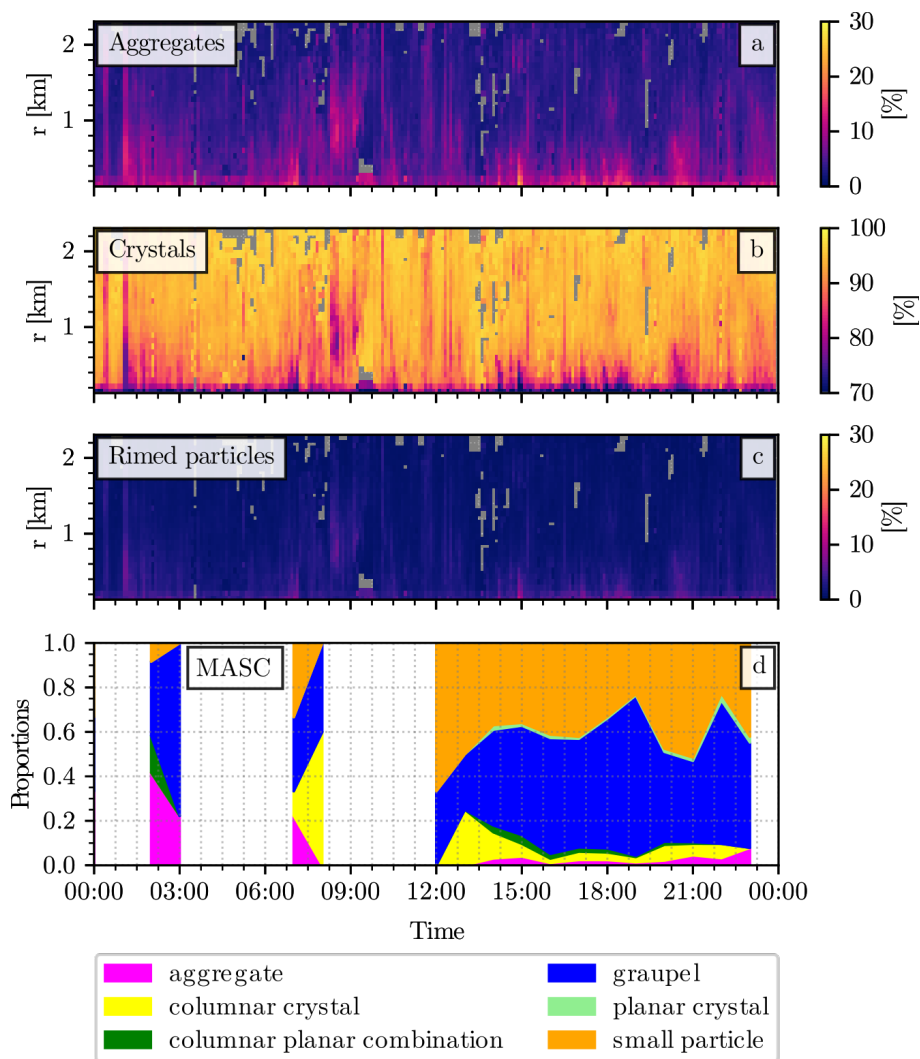 Aggregates
a
r [km]
2
1
30
20
10
0
[%]
Crystals
b
r [km]
2
1
100
90
80
70
[%]
Rimed particles
c
r [km]
2
1
30
20
10
0
[%]
MASC
d
Proportions
1.0
0.8
0.6
0.4
0.2
0.0
00:00 03:00 06:00 09:00 12:00 15:00 18:00 21:00 00:00
Time
aggregate
columnar crystal
columnar planar combination
graupel
planar crystal
small particle